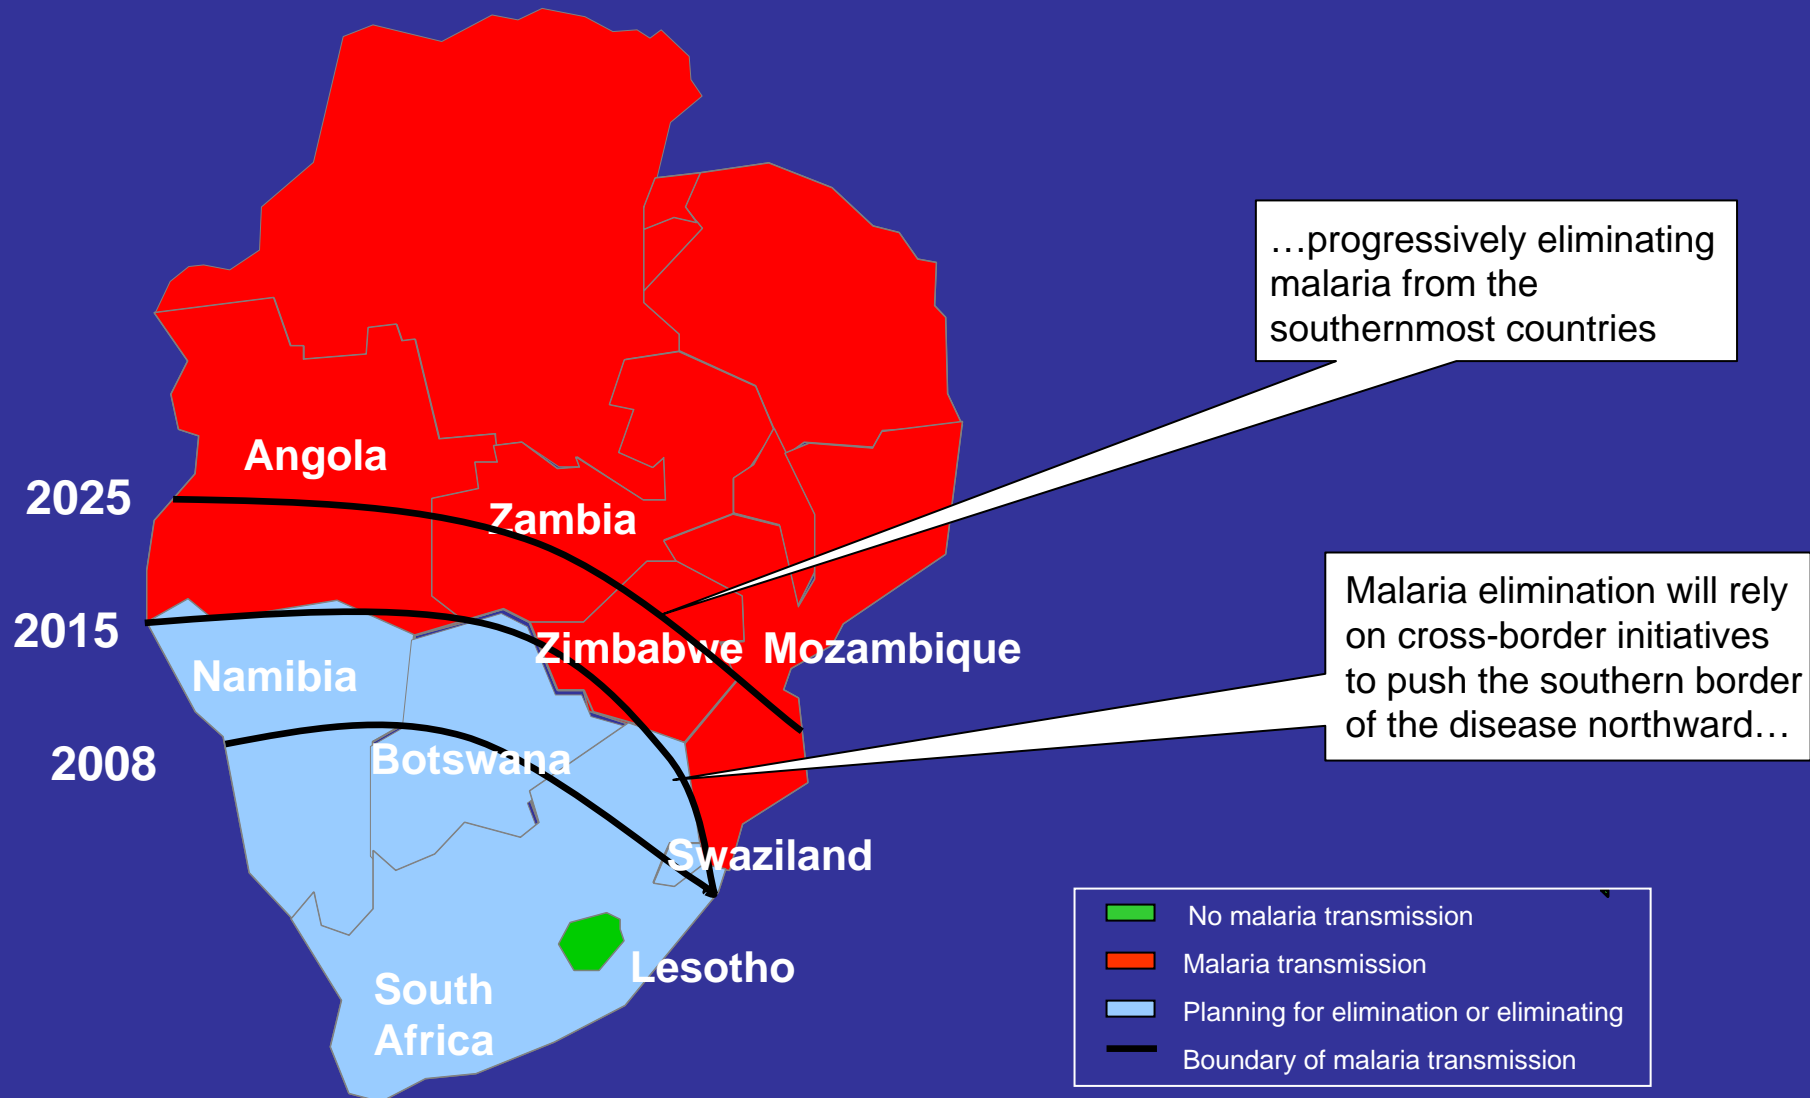 …progressively eliminating
malaria from the
southernmost countries
Angola
2025
Zambia
Malaria elimination will rely
on cross-border initiatives
to push the southern border
of the disease northward…
2015
Zimbabwe
Mozambique
Namibia
2008
Botswana
Swaziland
Lesotho
South
Africa
No malaria transmission
Malaria transmission
Planning for elimination or eliminating
Boundary of malaria transmission